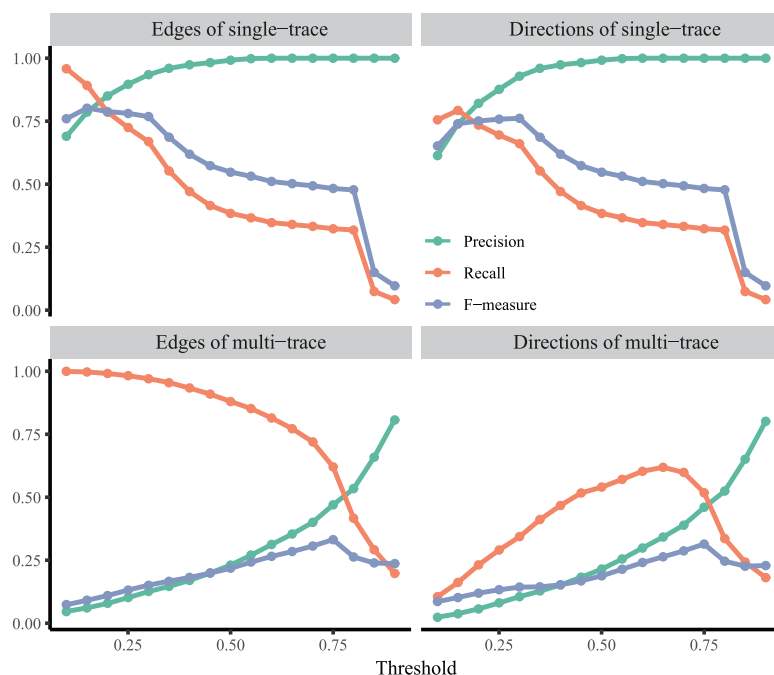 Edges of single−trace
Directions of single−trace
1.00
0.75
0.50
0.25
0.00
Precision
Recall
F−measure
Edges of multi−trace
Directions of multi−trace
1.00
0.75
0.50
0.25
0.00
0.25 0.50 0.75
0.25 0.50 0.75
Threshold